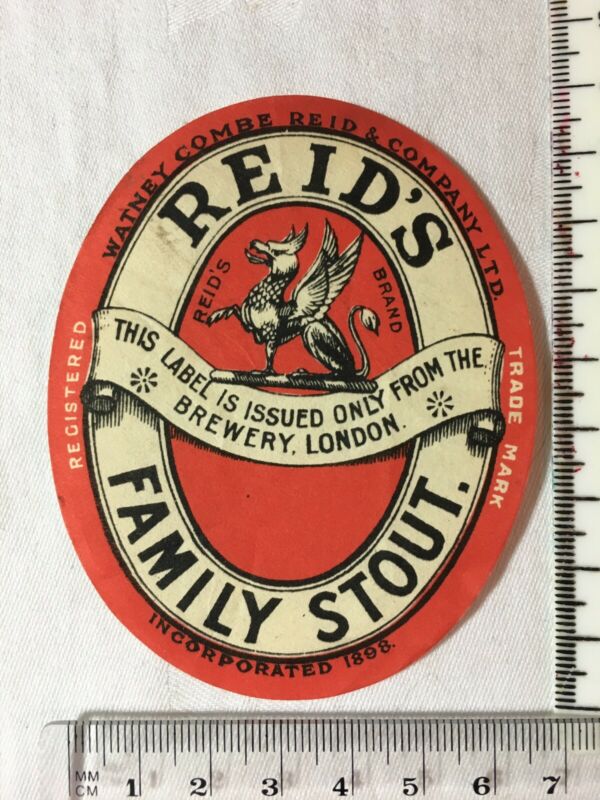 WATNEY COMBE REID & COMPANY LTD.
REID'S
REID'S BRAND
REGISTERED TRADE MARK
THIS LABEL IS ISSUED ONLY FROM THE
BREWERY, LONDON.
FAMILY STOUT.
INCORPORATED 1898.
MM
CM 1 2 3 4 5 6 7